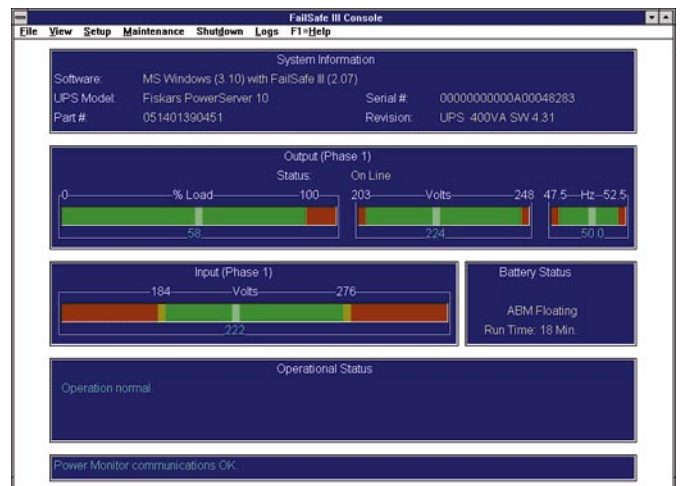 FailSafe III Console
File View Setup Maintenance Shutdown Logs F1=Help
System Information
Software: MS Windows (3.10) with FailSafe III (2.07)
UPS Model: Fiskars PowerServer 10 Serial #: 00000000000A00048283
Part #: 051401390451 Revision: UPS 400VA SW 4.31
Output (Phase 1)
Status: On Line
0 % Load 100 203 Volts 248 47.5 Hz 52.5
58 224 50.0
Input (Phase 1) Battery Status
184 Volts 276
ABM Floating
222 Run Time: 18 Min.
Operational Status
Operation normal.
Power Monitor communications OK.